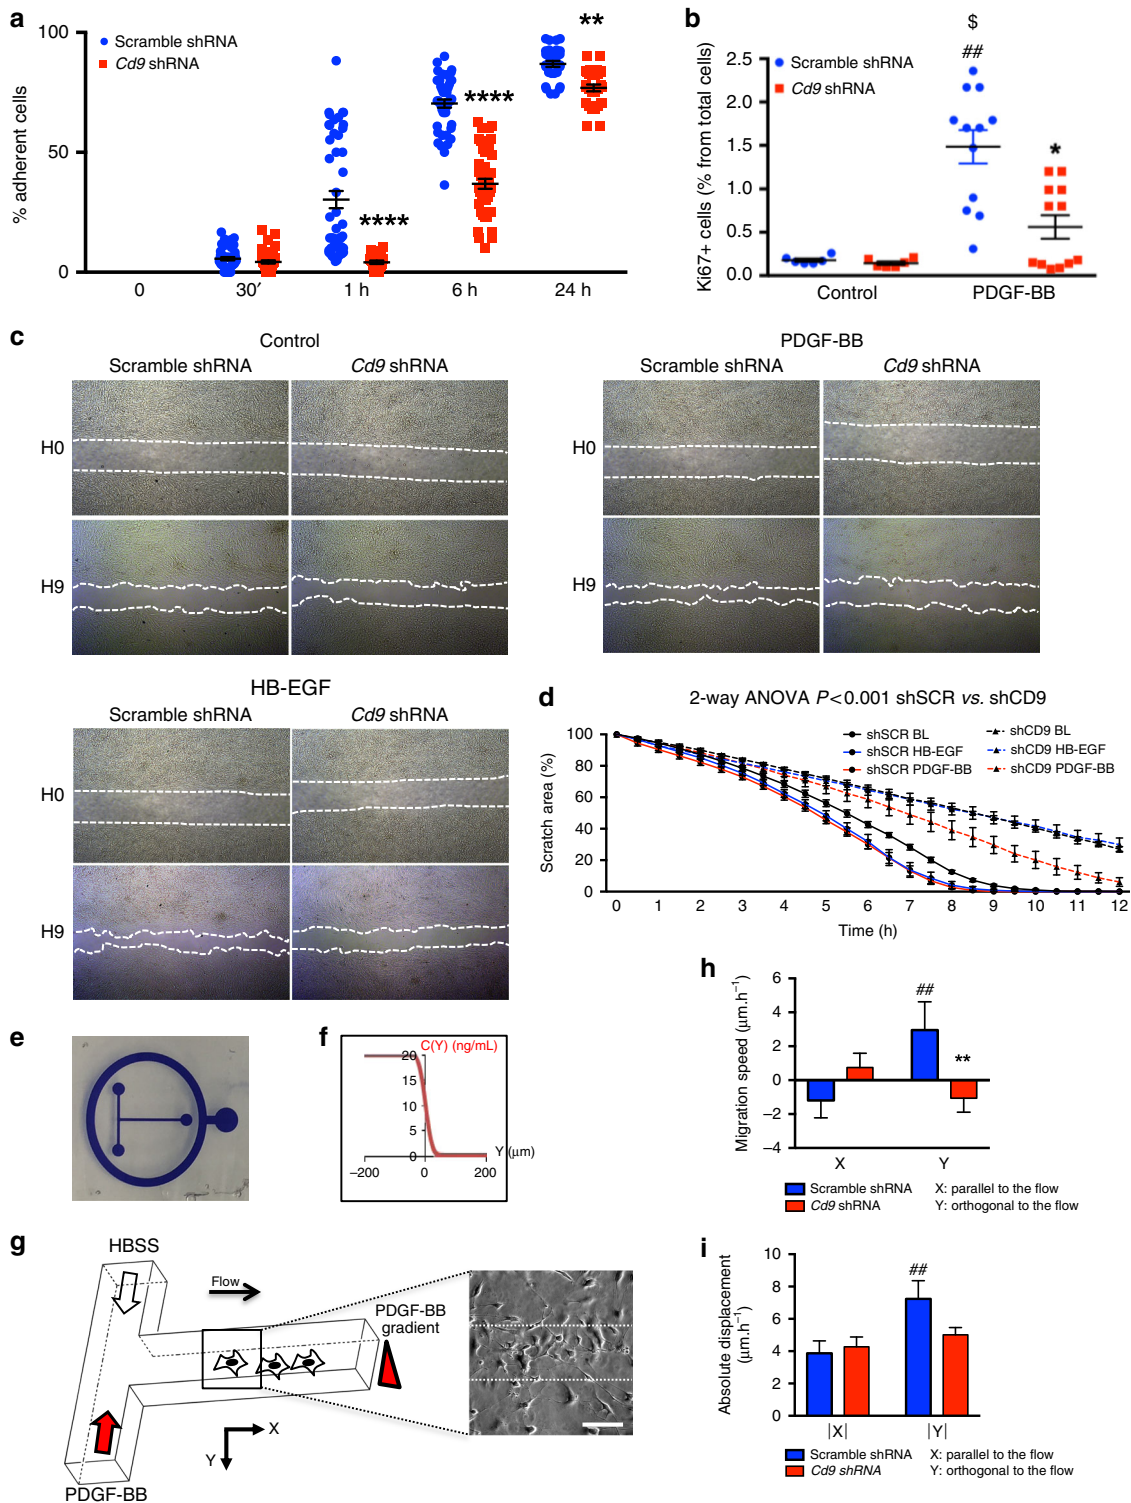 a
100
50
0
% adherent cells
Scramble shRNA
Cd9 shRNA
****
****
**
0 30′ 1 h 6 h 24 h
b
$
##
*
2.5
2.0
1.5
1.0
0.5
0.0
Ki67+ cells (% from total cells)
Scramble shRNA
Cd9 shRNA
Control PDGF-BB
c
Control
Scramble shRNA Cd9 shRNA
H0
H9
PDGF-BB
Scramble shRNA Cd9 shRNA
H0
H9
HB-EGF
Scramble shRNA Cd9 shRNA
H0
H9
d
2-way ANOVA P<0.001 shSCR vs. shCD9
shSCR BL
shSCR HB-EGF
shSCR PDGF-BB
shCD9 BL
shCD9 HB-EGF
shCD9 PDGF-BB
100
80
60
40
20
0
Scratch area (%)
0 1 2 3 4 5 6 7 8 9 10 11 12
Time (h)
e
f
C(Y) (ng/mL)
20
15
10
5
0
Y (μm)
−200 0 200
g
HBSS
Flow
PDGF-BB
gradient
X
Y
PDGF-BB
h
6
4
2
0
−2
−4
Migration speed (μm.h⁻¹)
##
**
X Y
Scramble shRNA X: parallel to the flow
Cd9 shRNA Y: orthogonal to the flow
i
10
8
6
4
2
0
Absolute displacement
(μm.h⁻¹)
##
|X| |Y|
Scramble shRNA X: parallel to the flow
Cd9 shRNA Y: orthogonal to the flow